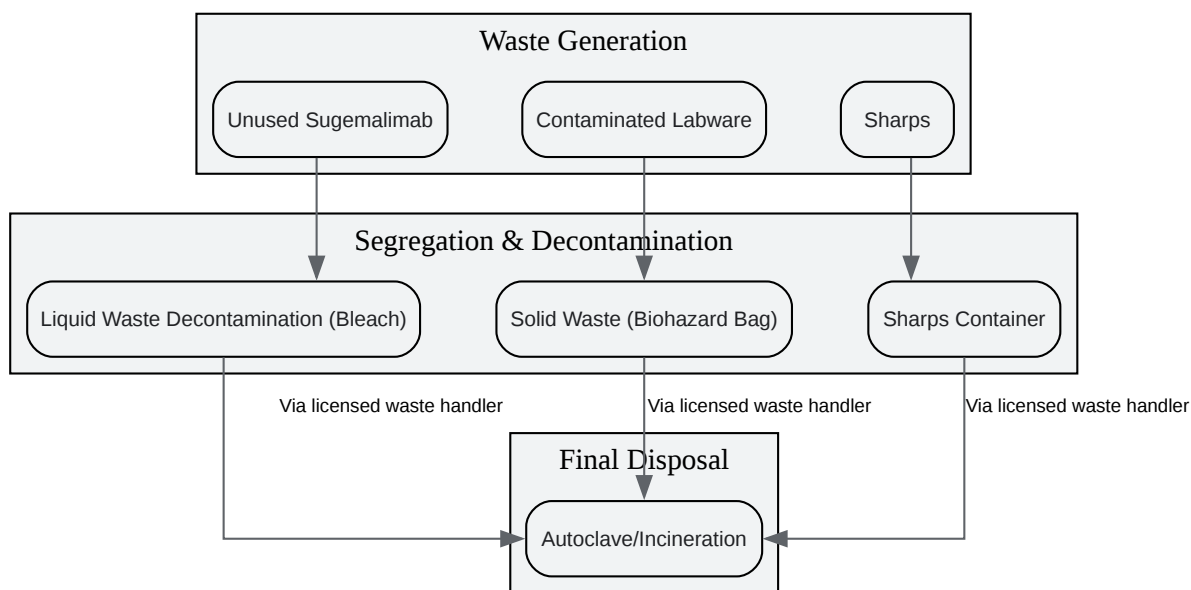 Waste Generation
Unused Sugemalimab
Contaminated Labware
Sharps
Segregation & Decontamination
Liquid Waste Decontamination (Bleach)
Solid Waste (Biohazard Bag)
Sharps Container
Via licensed waste handler
Via licensed waste handler
Via licensed waste handler
Final Disposal
Autoclave/Incineration